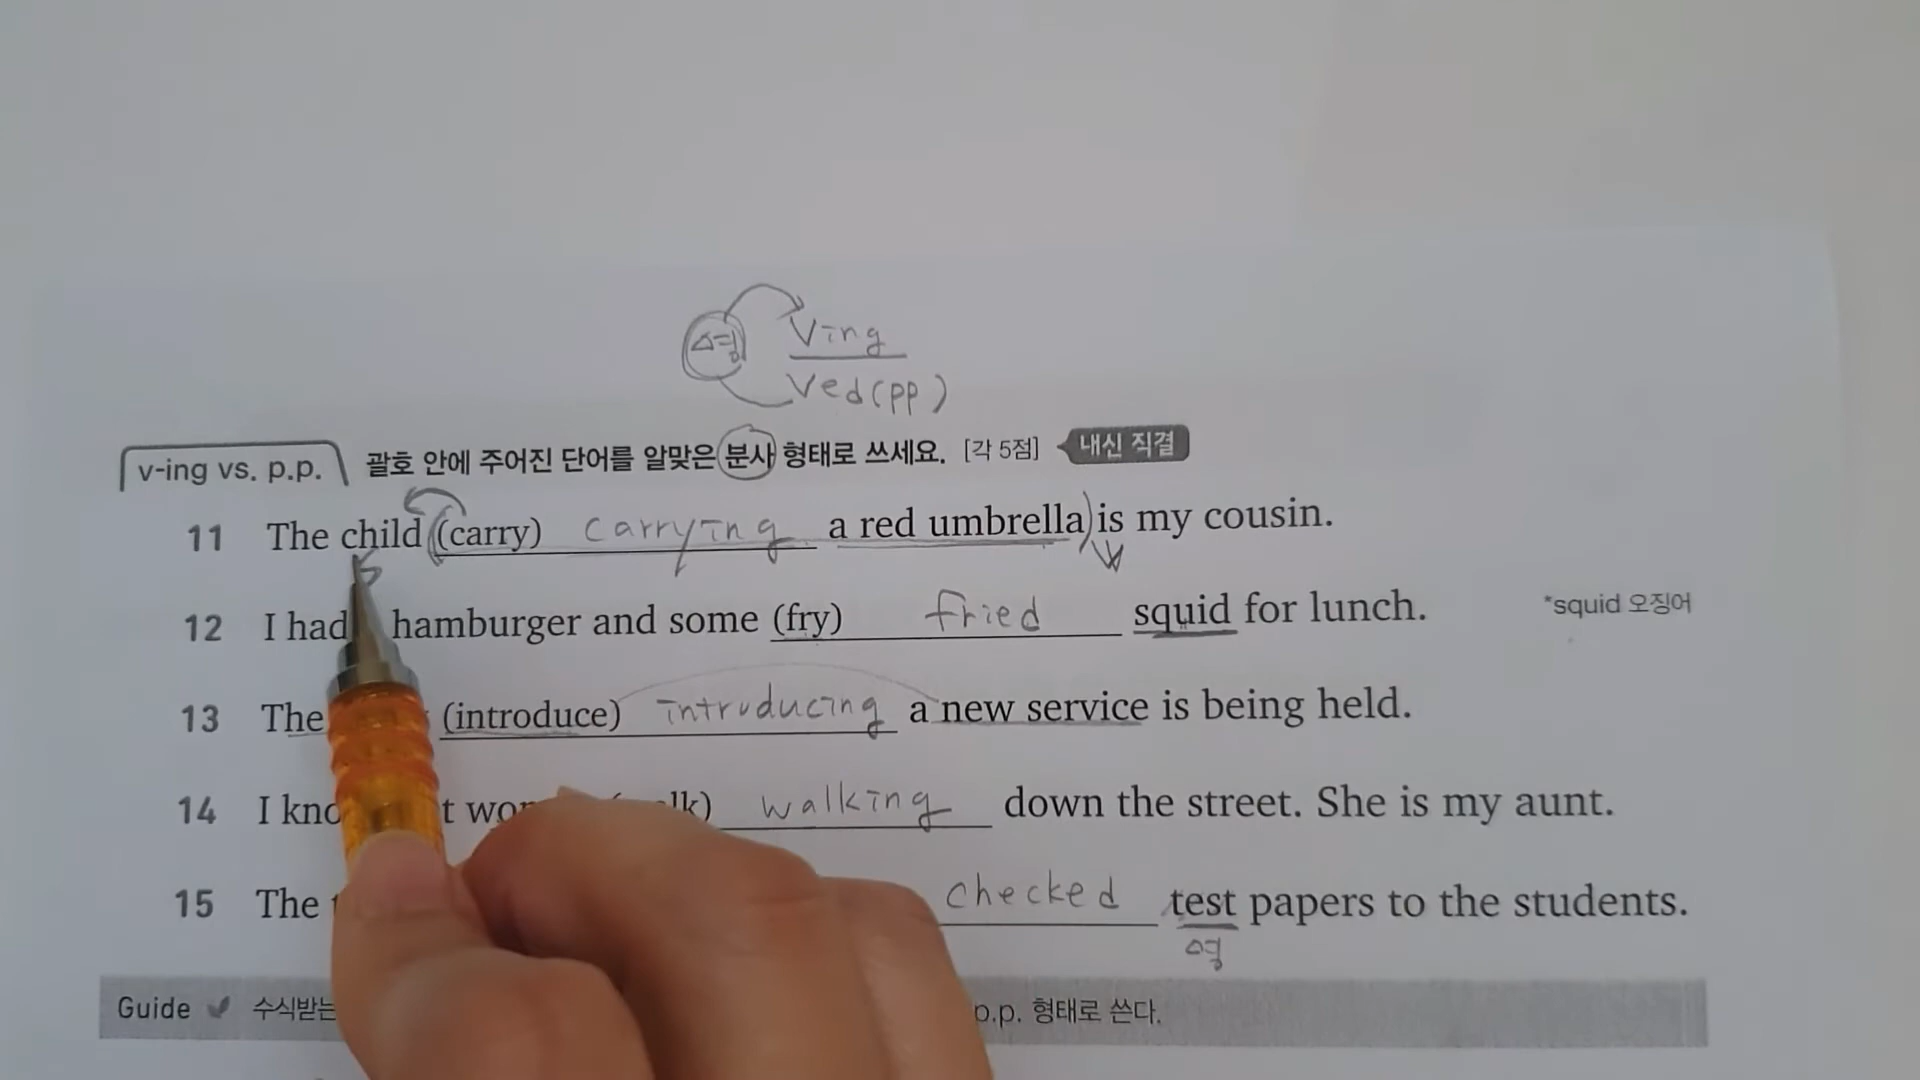 명 Ving
Ved(pp)
v-ing vs. p.p. 괄호 안에 주어진 단어를 알맞은 분사 형태로 쓰세요. [각 5점] 내신 직결
11 The child (carry) carrying a red umbrella) is my cousin.
12 I had hamburger and some (fry) fried squid for lunch. *squid 오징어
13 The (introduce) introducing a new service is being held.
14 walking down the street. She is my aunt.
15 The checked test papers to the students.
명
Guide 수식받는 p.p. 형태로 쓴다.